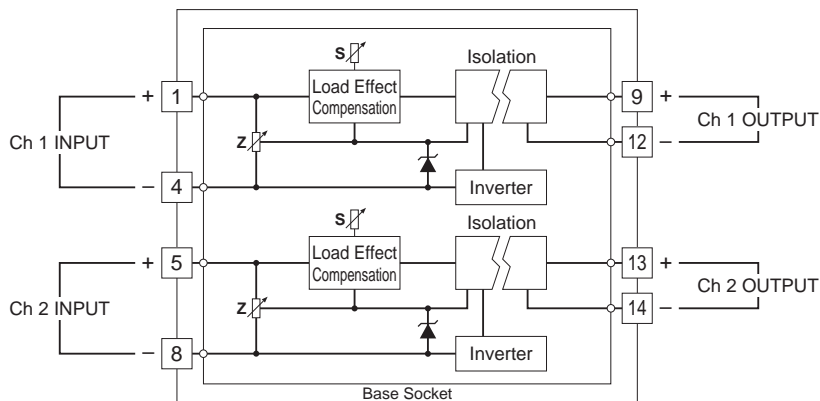 S
Isolation
+ 1
Load Effect
Compensation
9 +
Ch 1 INPUT
Z
12 −
Ch 1 OUTPUT
− 4
Inverter
S
Isolation
+ 5
Load Effect
Compensation
13 +
Ch 2 INPUT
Z
14 −
Ch 2 OUTPUT
− 8
Inverter
Base Socket